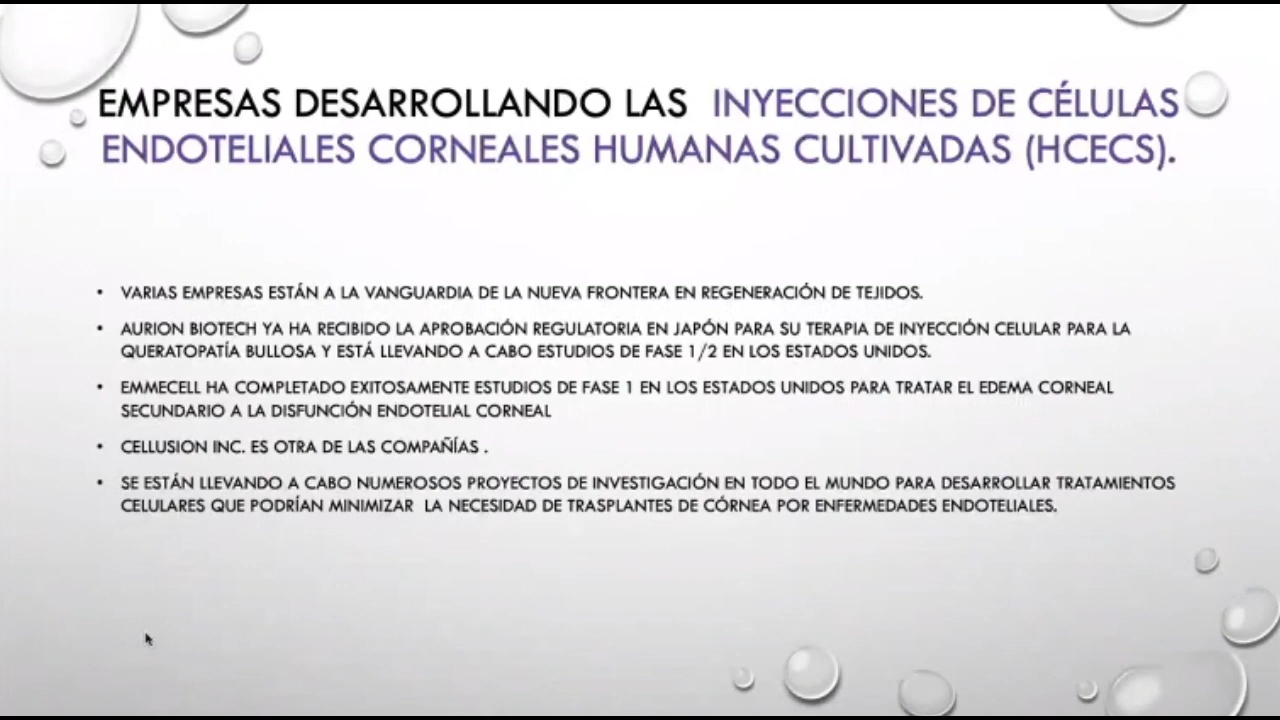 EMPRESAS DESARROLLANDO LAS INYECCIONES DE CÉLULAS
ENDOTELIALES CORNEALES HUMANAS CULTIVADAS (HCECS).
• VARIAS EMPRESAS ESTÁN A LA VANGUARDIA DE LA NUEVA FRONTERA EN REGENERACIÓN DE TEJIDOS.
• AURION BIOTECH YA HA RECIBIDO LA APROBACIÓN REGULATORIA EN JAPÓN PARA SU TERAPIA DE INYECCIÓN CELULAR PARA LA
QUERATOPATÍA BULLOSA Y ESTÁ LLEVANDO A CABO ESTUDIOS DE FASE 1/2 EN LOS ESTADOS UNIDOS.
• EMMECELL HA COMPLETADO EXITOSAMENTE ESTUDIOS DE FASE 1 EN LOS ESTADOS UNIDOS PARA TRATAR EL EDEMA CORNEAL
SECUNDARIO A LA DISFUNCIÓN ENDOTELIAL CORNEAL
• CELLUSION INC. ES OTRA DE LAS COMPAÑÍAS .
• SE ESTÁN LLEVANDO A CABO NUMEROSOS PROYECTOS DE INVESTIGACIÓN EN TODO EL MUNDO PARA DESARROLLAR TRATAMIENTOS
CELULARES QUE PODRÍAN MINIMIZAR LA NECESIDAD DE TRASPLANTES DE CÓRNEA POR ENFERMEDADES ENDOTELIALES.